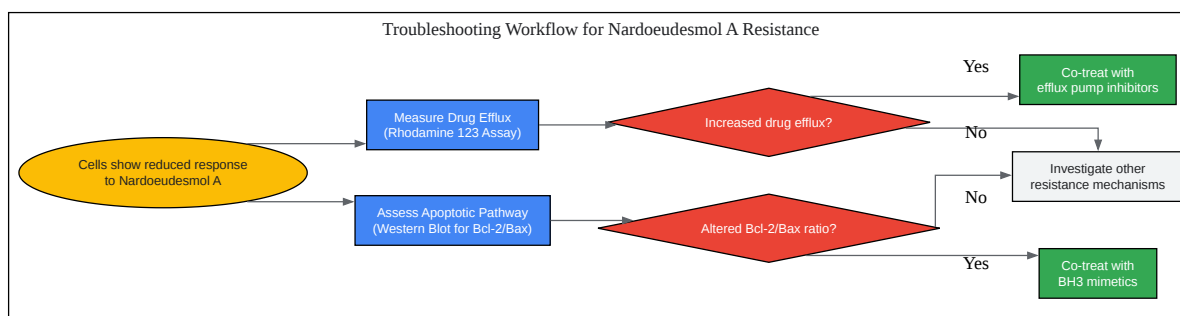 Troubleshooting Workflow for Nardoeudesmol A Resistance
Cells show reduced response
to Nardoeudesmol A
Measure Drug Efflux
(Rhodamine 123 Assay)
Increased drug efflux?
Yes
Co-treat with
efflux pump inhibitors
No
Investigate other
resistance mechanisms
Assess Apoptotic Pathway
(Western Blot for Bcl-2/Bax)
Altered Bcl-2/Bax ratio?
No
Yes
Co-treat with
BH3 mimetics